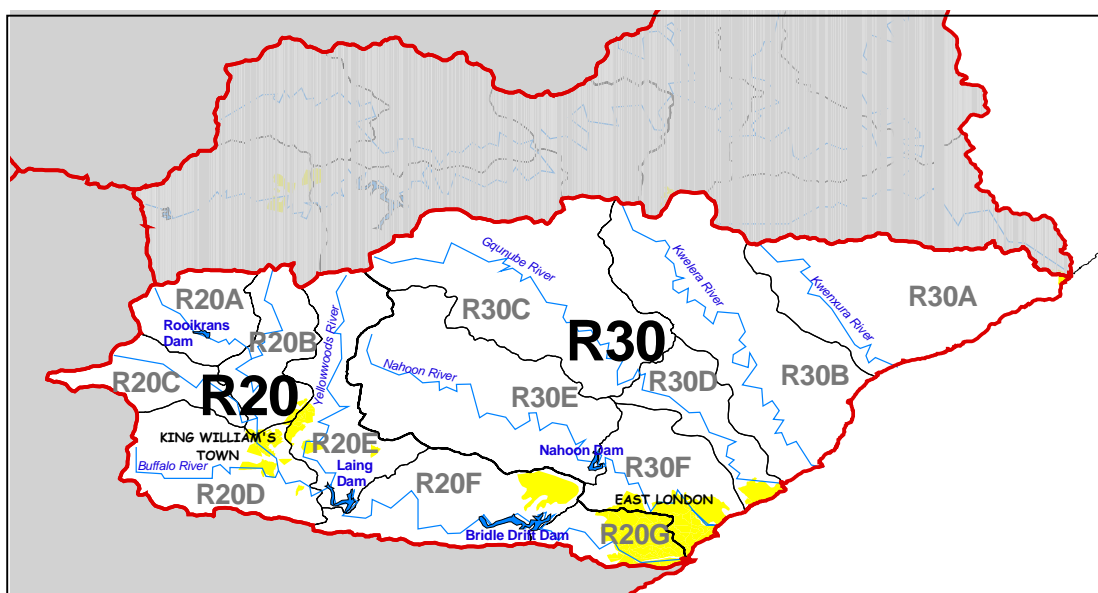 Gqunube River
Kwelera River
Kwenxura River
R20A
R30A
Rooikrans
Dam
R20B
R30C
Yellowwoods River
R30
R20C
Nahoon River
R30D
R30B
R20
R30E
KING WILLIAM'S
TOWN
R20E
Nahoon Dam
Buffalo River
Laing
Dam
R30F
R20D
R20F
EAST LONDON
Bridle Drift Dam
R20G